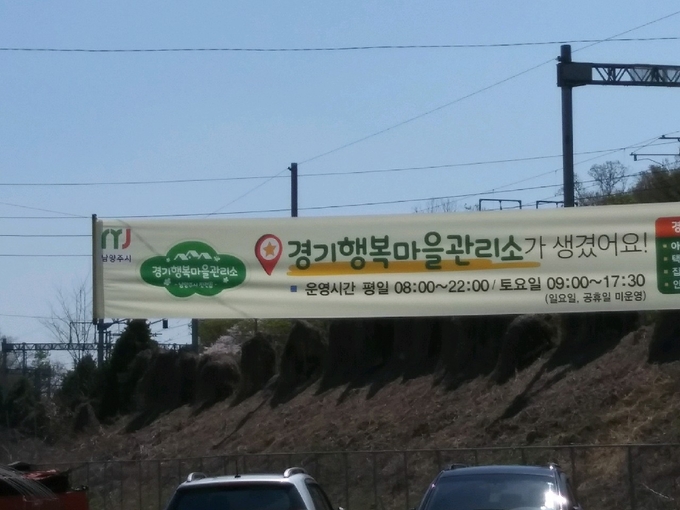 남양주시
경기행복마을관리소
경기행복마을관리소가 생겼어요!
운영시간 평일 08:00~22:00 / 토요일 09:00~17:30
(일요일, 공휴일 미운영)